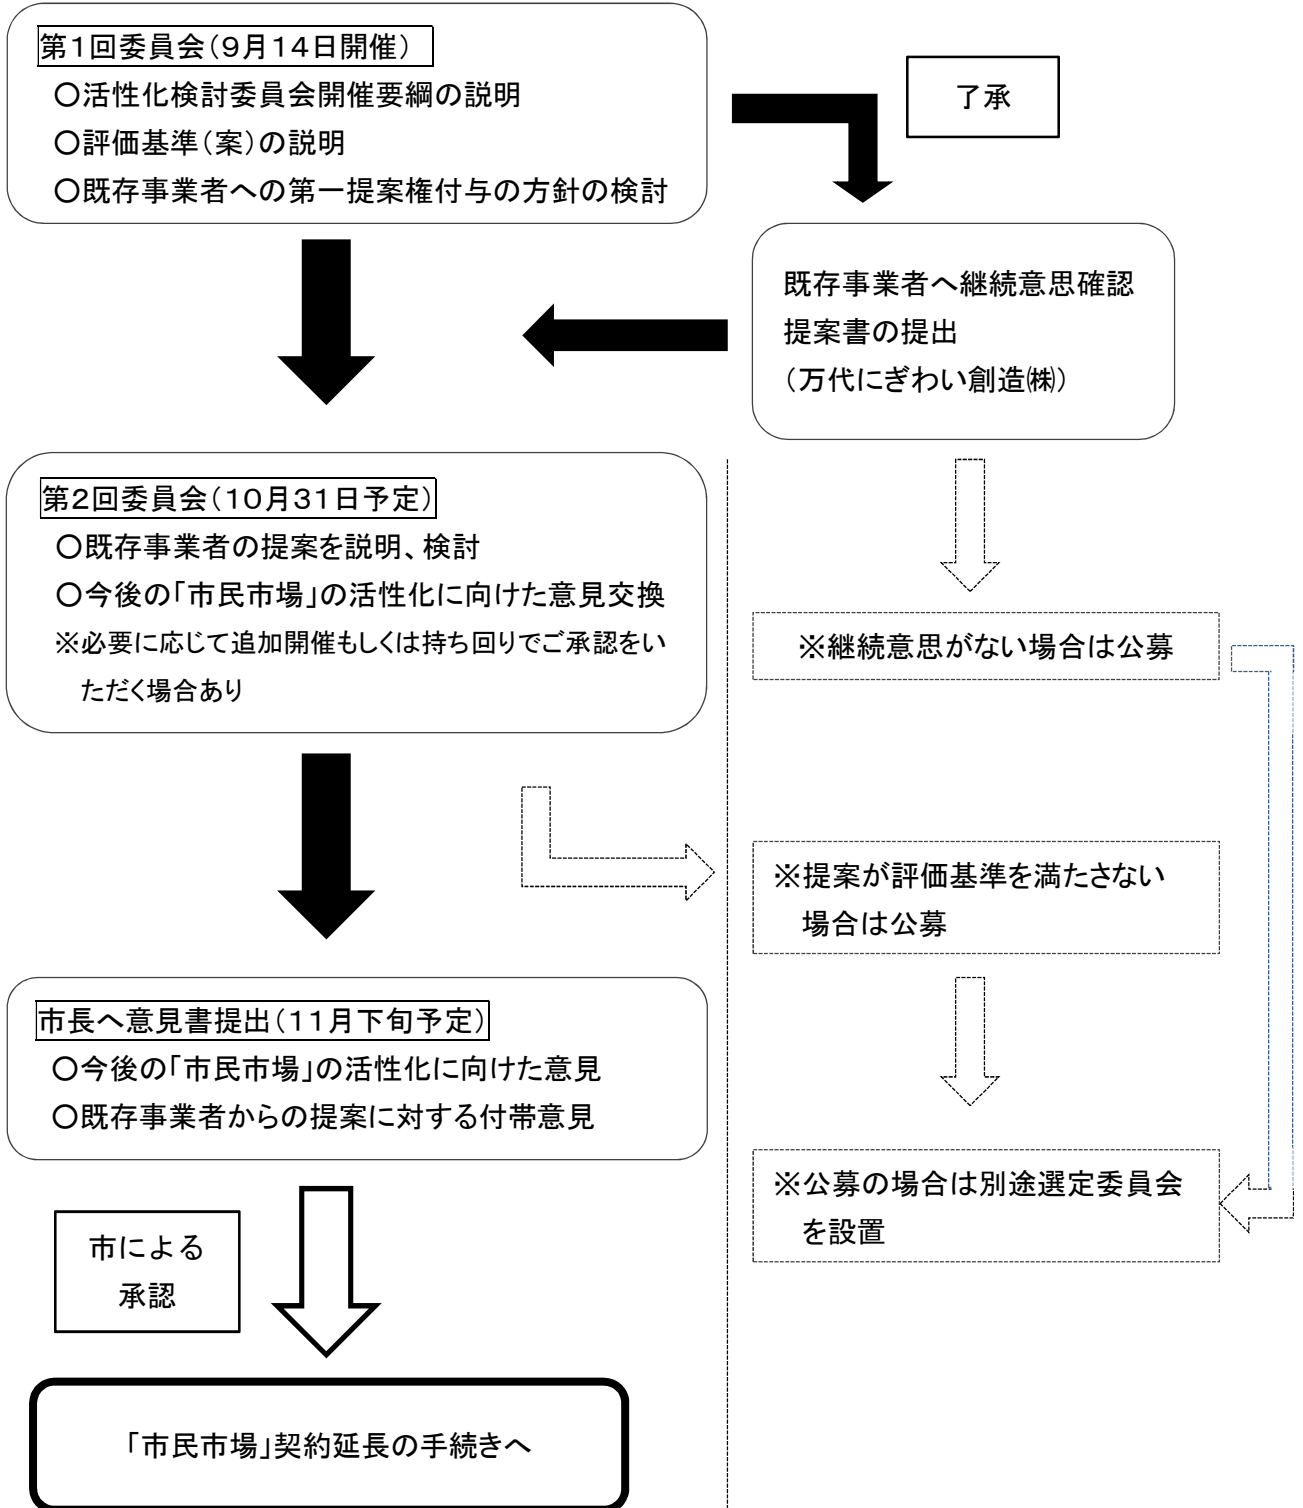 第1回委員会(9月14日開催)
○活性化検討委員会開催要綱の説明
○評価基準(案)の説明
○既存事業者への第一提案権付与の方針の検討
了承
既存事業者へ継続意思確認
提案書の提出
(万代にぎわい創造㈱)
第2回委員会(10月31日予定)
○既存事業者の提案を説明、検討
○今後の「市民市場」の活性化に向けた意見交換
※必要に応じて追加開催もしくは持ち回りでご承認をい
ただく場合あり
※継続意思がない場合は公募
※提案が評価基準を満たさない
場合は公募
市長へ意見書提出(11月下旬予定)
○今後の「市民市場」の活性化に向けた意見
○既存事業者からの提案に対する付帯意見
※公募の場合は別途選定委員会
を設置
市による
承認
「市民市場」契約延長の手続きへ